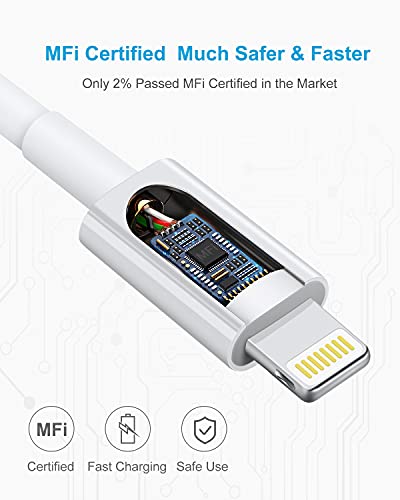 MFi Certified Much Safer & Faster
Only 2% Passed MFi Certified in the Market
MFi
MFi
Certified Fast Charging Safe Use